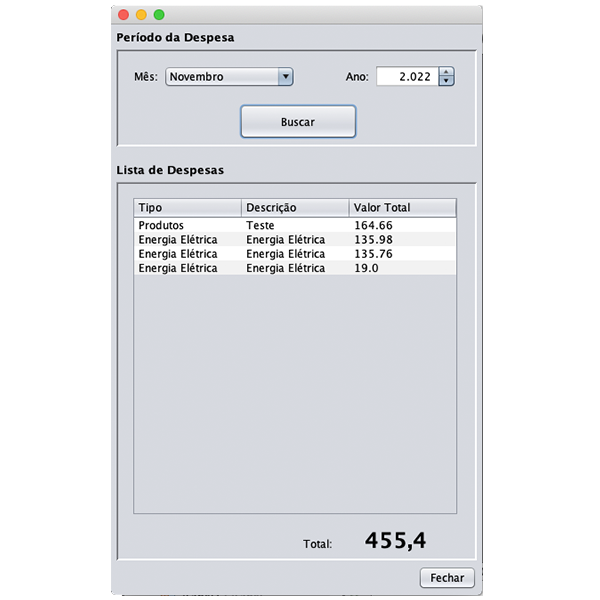 Período da Despesa
Mês: Novembro Ano: 2.022
Buscar
Lista de Despesas
Tipo Descrição Valor Total
Produtos Teste 164.66
Energia Elétrica Energia Elétrica 135.98
Energia Elétrica Energia Elétrica 135.76
Energia Elétrica Energia Elétrica 19.0
Total: 455,4
Fechar